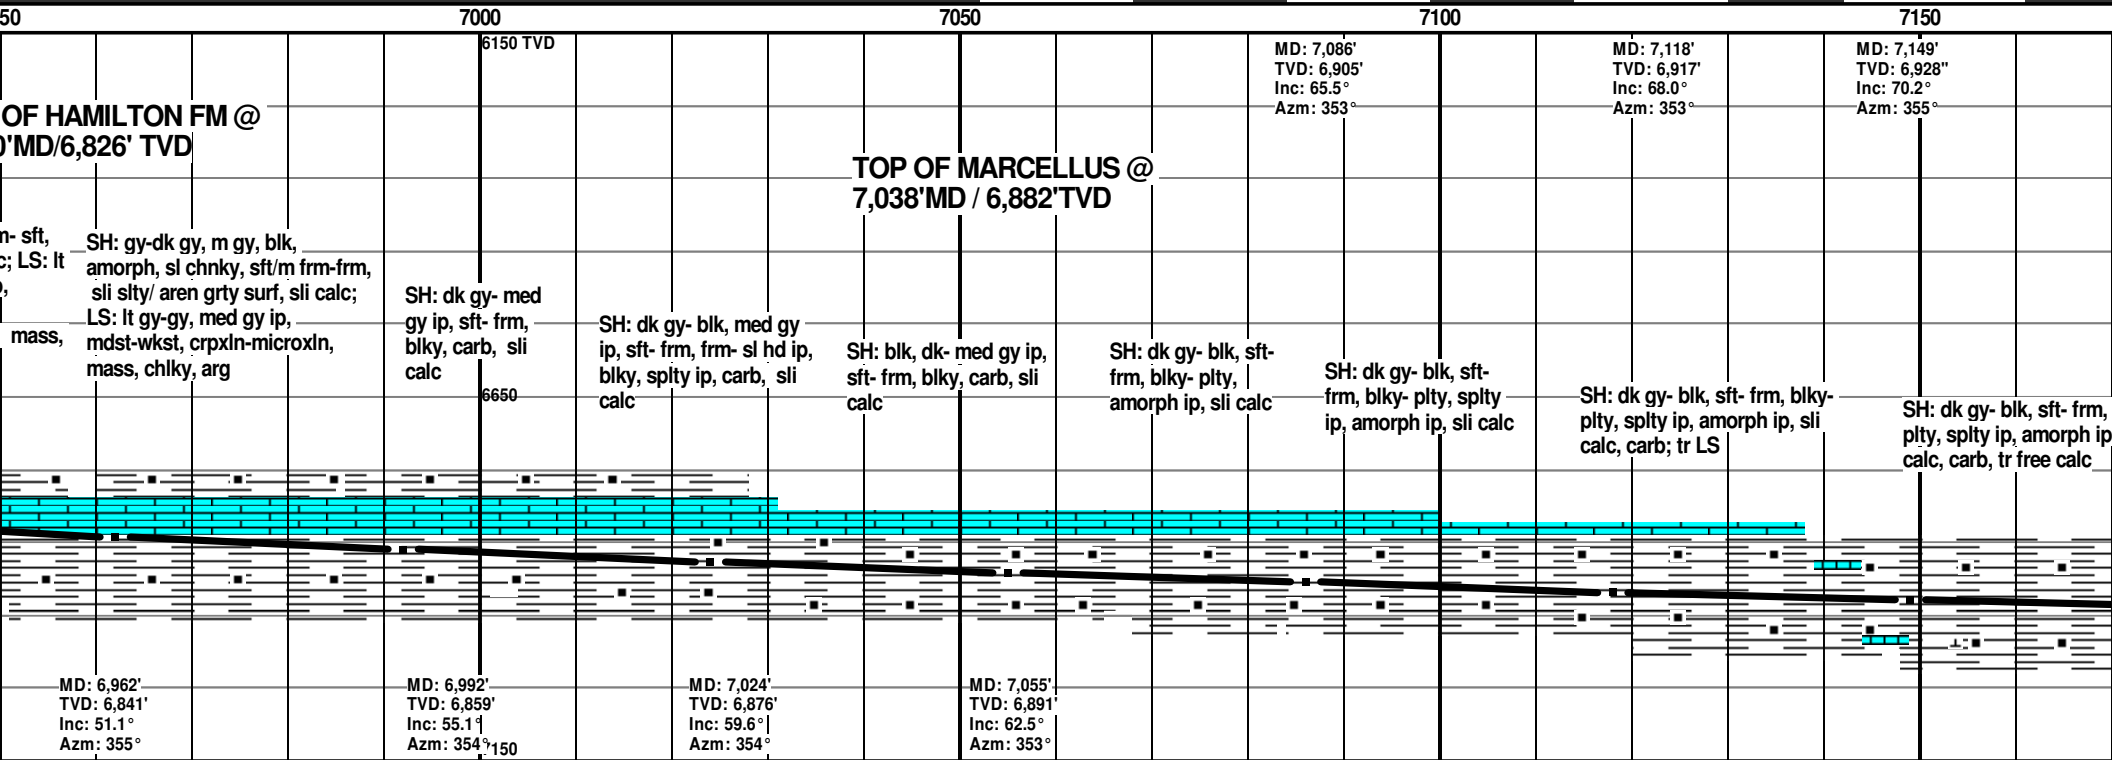 50 7000 7050 7100 7150
6150 TVD
MD: 7,086'
TVD: 6,905'
Inc: 65.5°
Azm: 353°
MD: 7,118'
TVD: 6,917'
Inc: 68.0°
Azm: 353°
MD: 7,149'
TVD: 6,928"
Inc: 70.2°
Azm: 355°
OF HAMILTON FM @
0'MD/6,826' TVD
TOP OF MARCELLUS @
7,038'MD / 6,882'TVD
m- sft,
c; LS: lt
mass,
SH: gy-dk gy, m gy, blk,
amorph, sl chnky, sft/m frm-frm,
sli slty/ aren grty surf, sli calc;
LS: lt gy-gy, med gy ip,
mdst-wkst, crpxln-microxln,
mass, chlky, arg
SH: dk gy- med
gy ip, sft- frm,
blky, carb, sli
calc
6650
SH: dk gy- blk, med gy
ip, sft- frm, frm- sl hd ip,
blky, splty ip, carb, sli
calc
SH: blk, dk- med gy ip,
sft- frm, blky, carb, sli
calc
SH: dk gy- blk, sft-
frm, blky- plty,
amorph ip, sli calc
SH: dk gy- blk, sft-
frm, blky- plty, splty
ip, amorph ip, sli calc
SH: dk gy- blk, sft- frm, blky-
plty, splty ip, amorph ip, sli
calc, carb; tr LS
SH: dk gy- blk, sft- frm,
plty, splty ip, amorph ip
calc, carb, tr free calc
MD: 6,962'
TVD: 6,841'
Inc: 51.1°
Azm: 355°
MD: 6,992'
TVD: 6,859'
Inc: 55.1°
Azm: 354°
7150
MD: 7,024'
TVD: 6,876'
Inc: 59.6°
Azm: 354°
MD: 7,055'
TVD: 6,891'
Inc: 62.5°
Azm: 353°